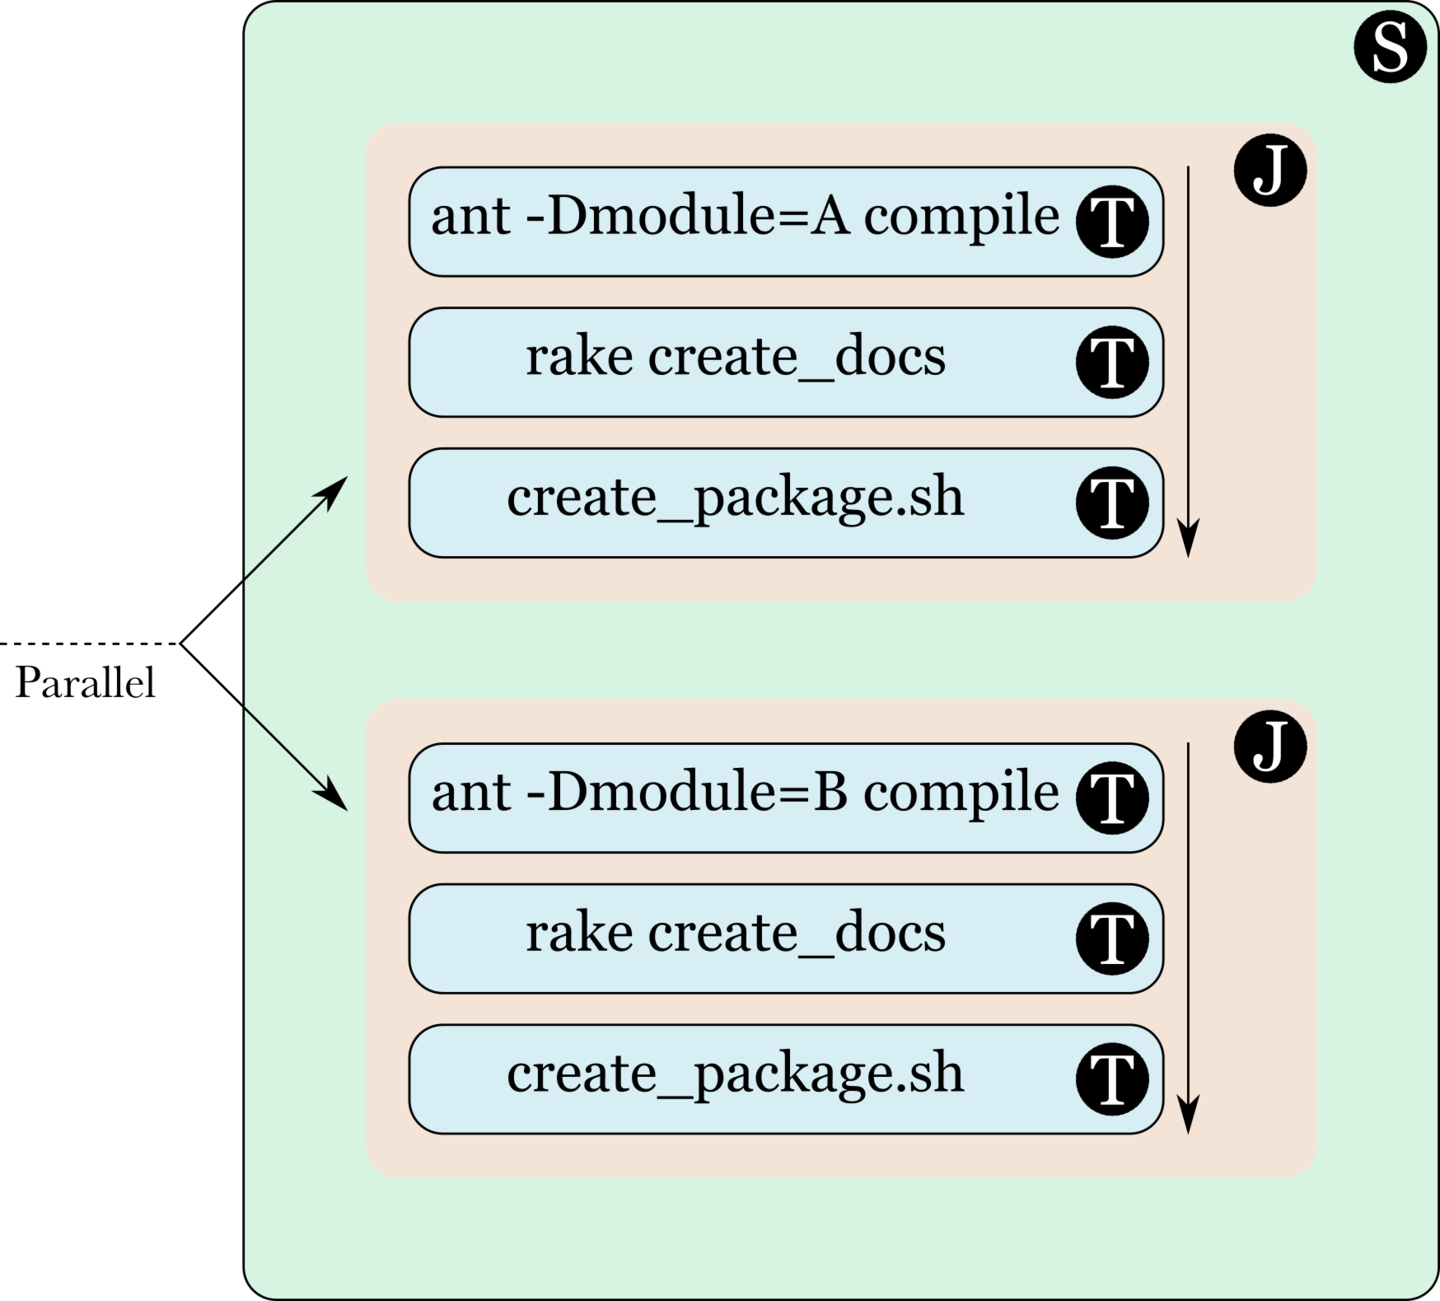 S
J
ant -Dmodule=A compile T
rake create_docs T
create_package.sh T
Parallel
J
ant -Dmodule=B compile T
rake create_docs T
create_package.sh T